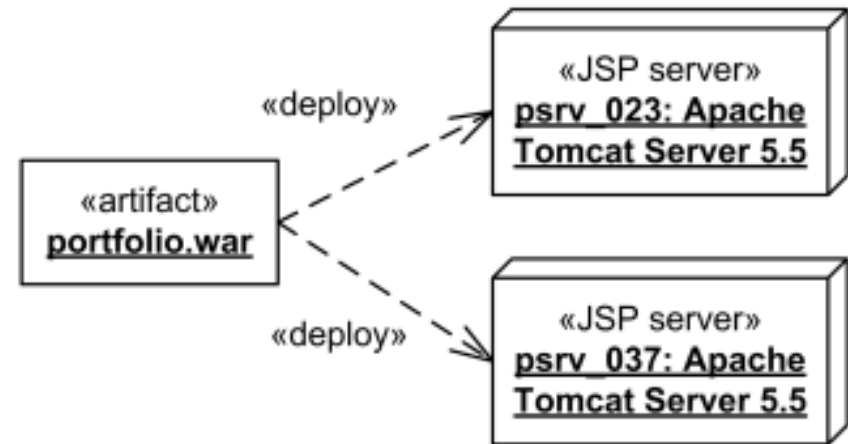 «JSP server»
psrv_023: Apache
Tomcat Server 5.5
«deploy»
«artifact»
portfolio.war
«deploy»
«JSP server»
psrv_037: Apache
Tomcat Server 5.5